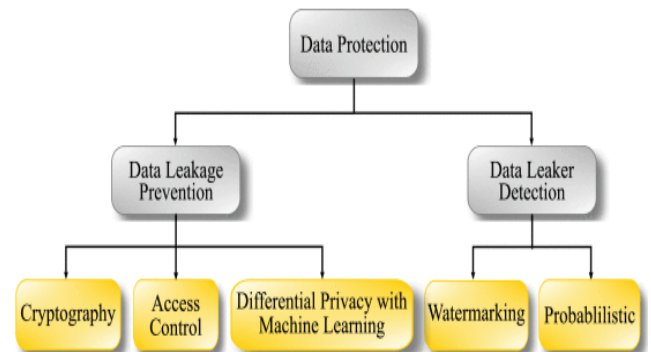 Data Protection
Data Leakage
Prevention
Data Leaker
Detection
Cryptography
Access
Control
Differential Privacy with
Machine Learning
Watermarking
Probablilistic